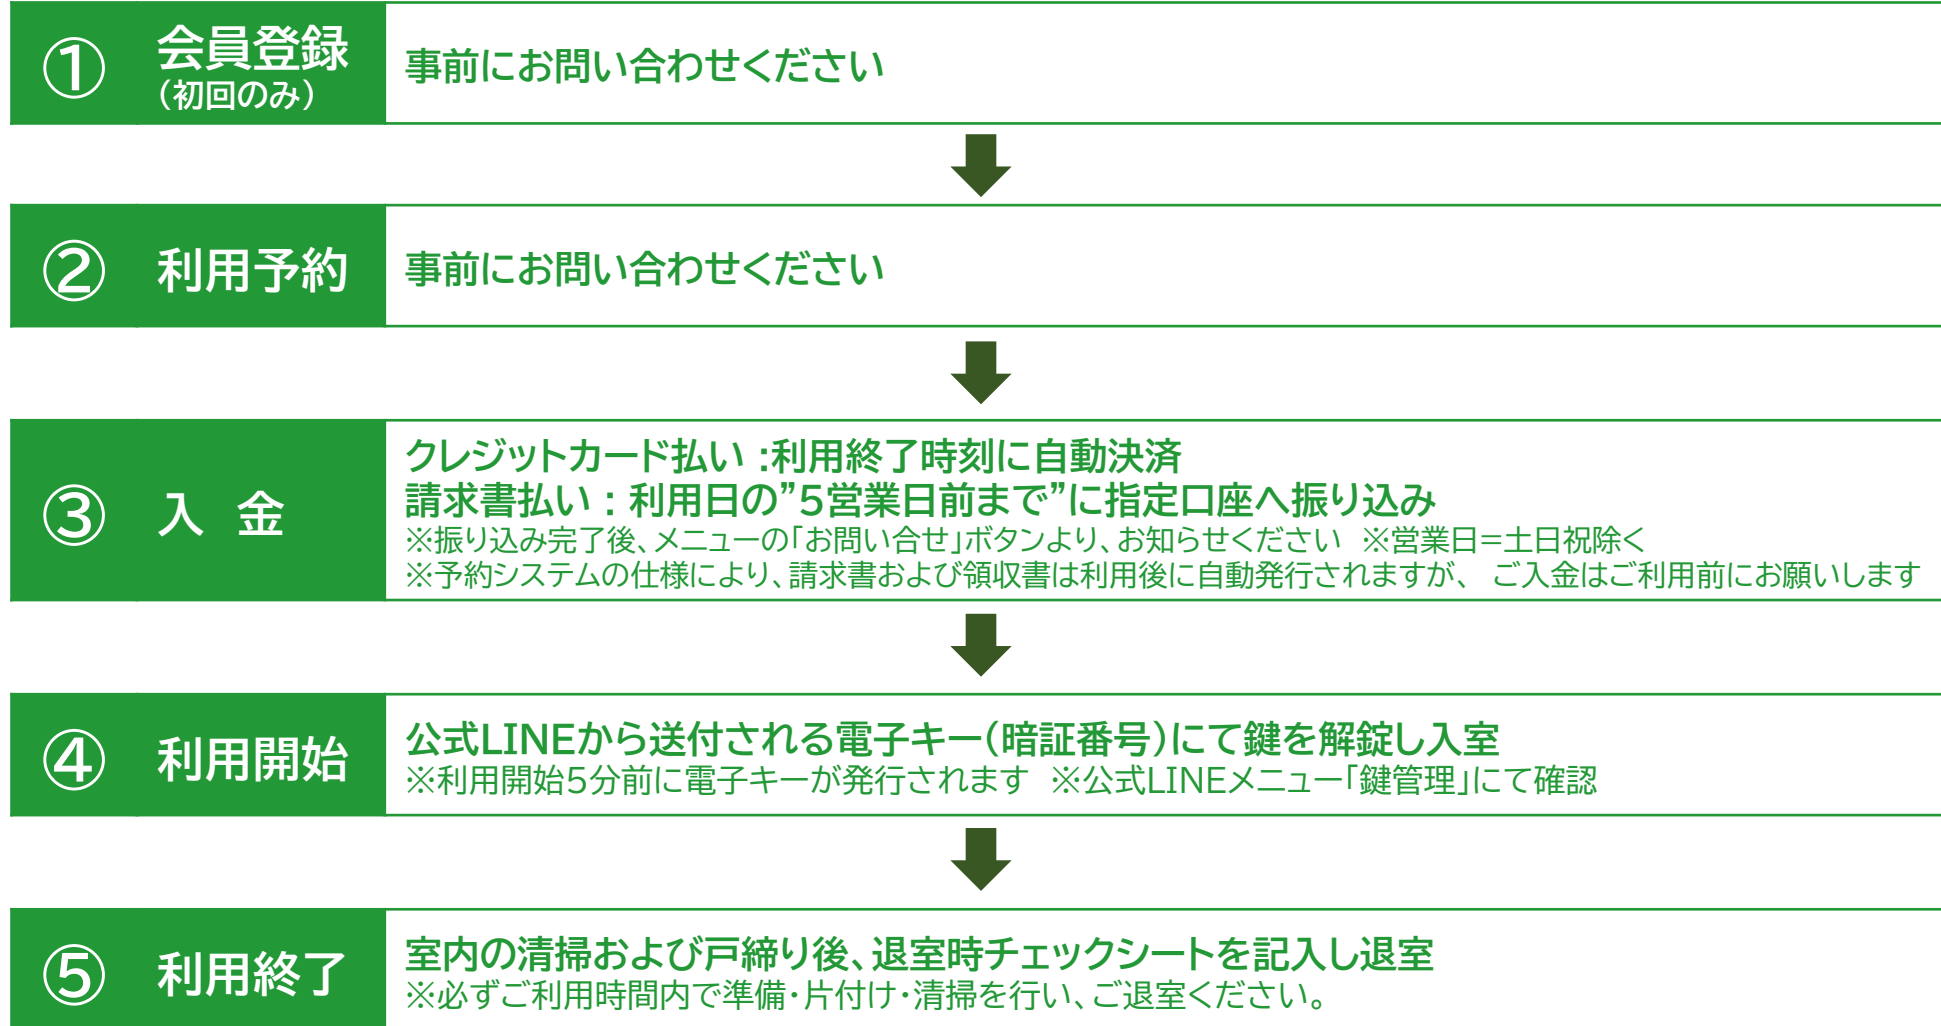 ① 会員登録
（初回のみ）
事前にお問い合わせください
② 利用予約
事前にお問い合わせください
③ 入 金
クレジットカード払い :利用終了時刻に自動決済
請求書払い : 利用日の”5営業日前まで”に指定口座へ振り込み
※振り込み完了後、メニューの「お問い合せ」ボタンより、お知らせください ※営業日=土日祝除く
※予約システムの仕様により、請求書および領収書は利用後に自動発行されますが、 ご入金はご利用前にお願いします
④ 利用開始
公式LINEから送付される電子キー(暗証番号)にて鍵を解錠し入室
※利用開始5分前に電子キーが発行されます ※公式LINEメニュー「鍵管理」にて確認
⑤ 利用終了
室内の清掃および戸締り後、退室時チェックシートを記入し退室
※必ずご利用時間内で準備・片付け・清掃を行い、ご退室ください。